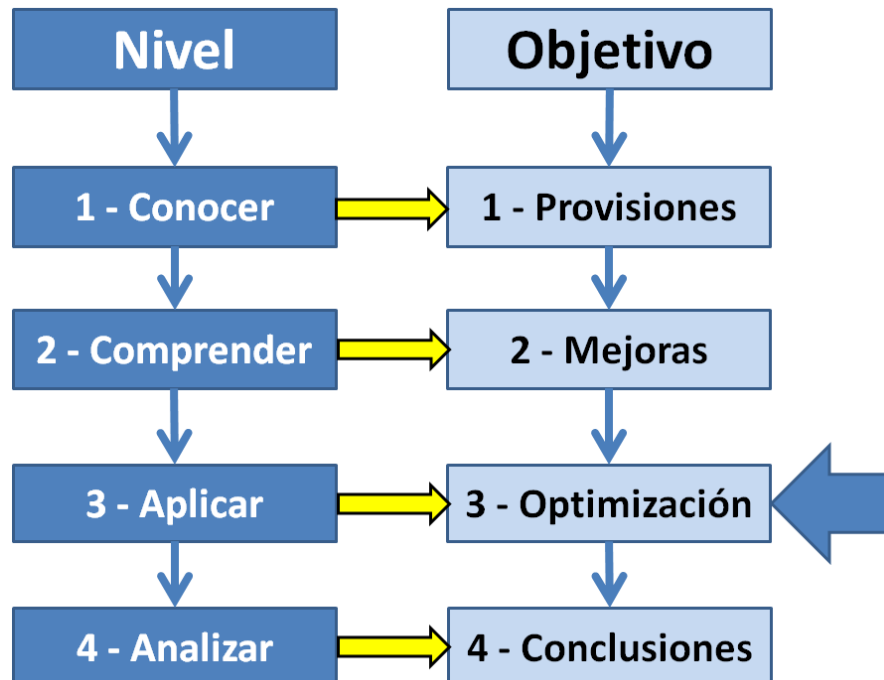 Nivel
Objetivo
1 - Conocer
1 - Provisiones
2 - Comprender
2 - Mejoras
3 - Aplicar
3 - Optimización
4 - Analizar
4 - Conclusiones